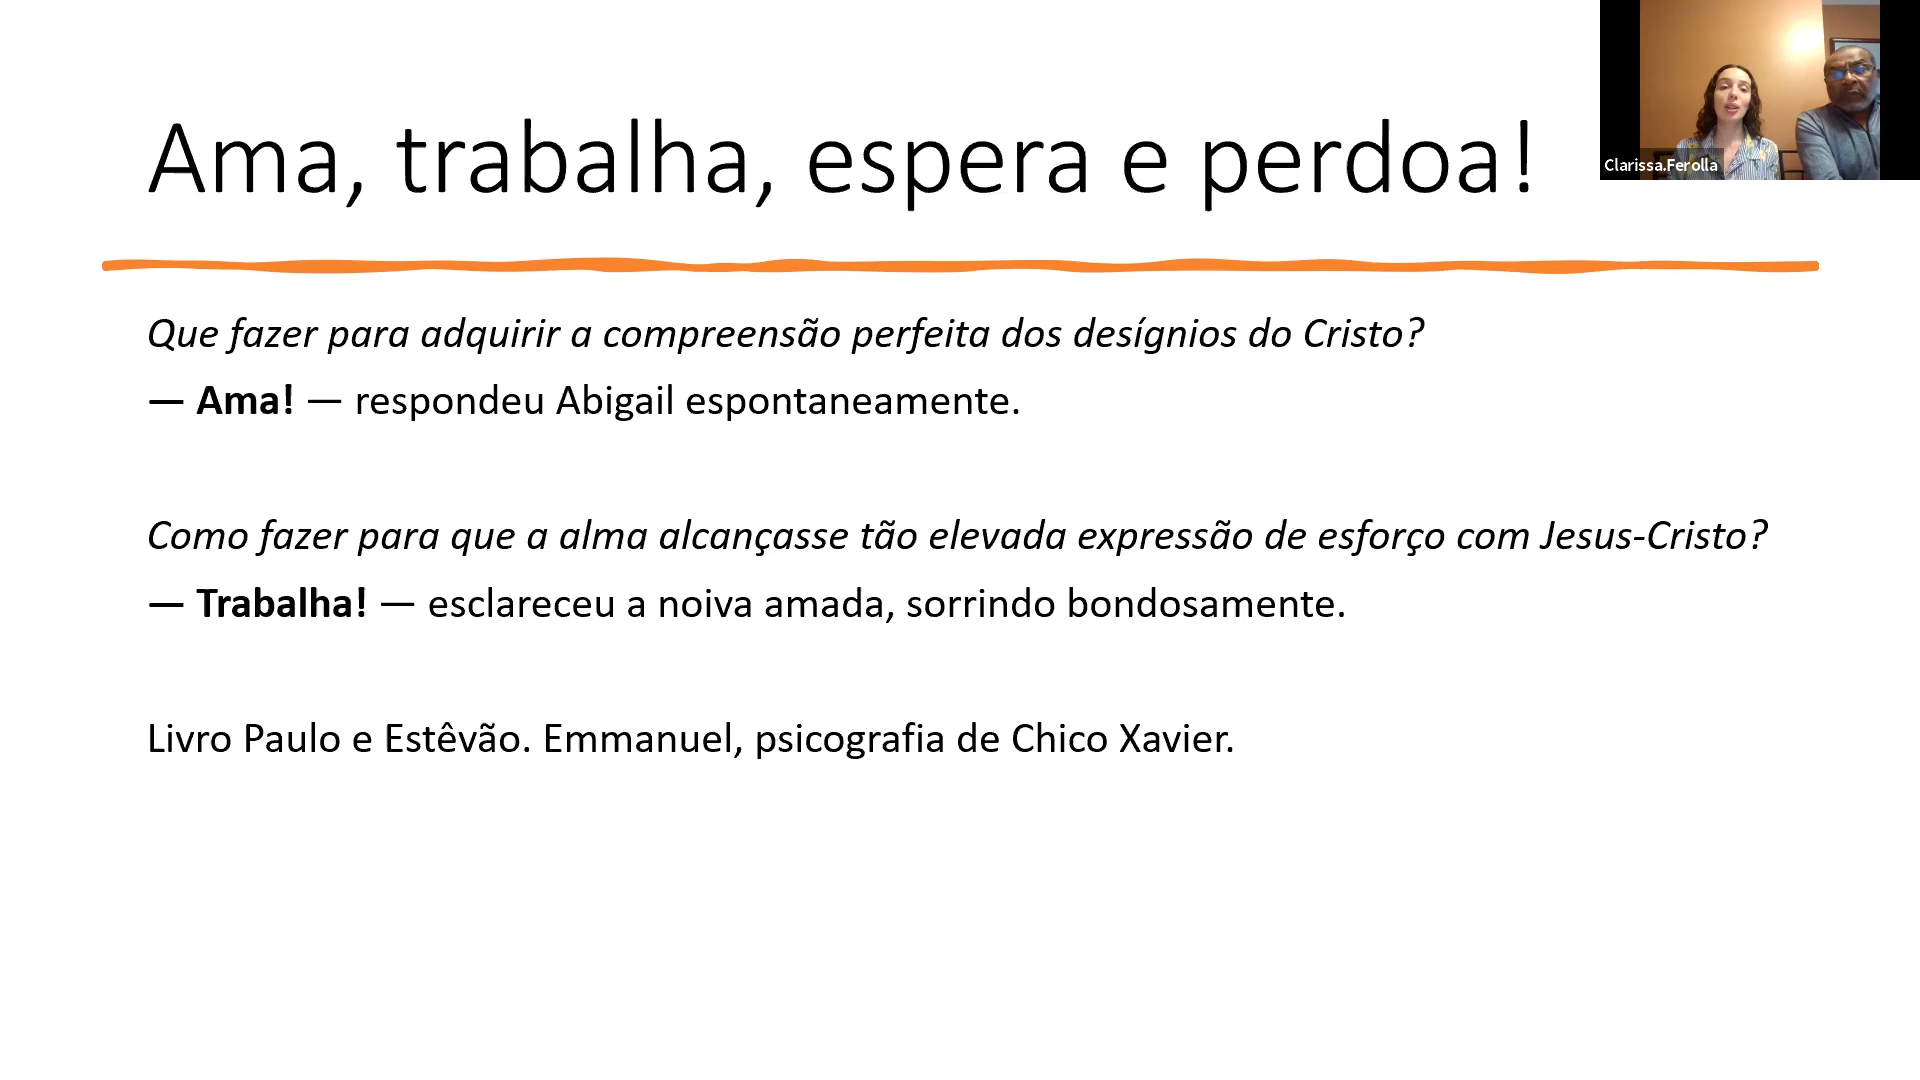 Ama, trabalha, espera e perdoa!
Clarissa.Ferolla
Que fazer para adquirir a compreensão perfeita dos desígnios do Cristo?
— Ama! — respondeu Abigail espontaneamente.
Como fazer para que a alma alcançasse tão elevada expressão de esforço com Jesus-Cristo?
— Trabalha! — esclareceu a noiva amada, sorrindo bondosamente.
Livro Paulo e Estêvão. Emmanuel, psicografia de Chico Xavier.